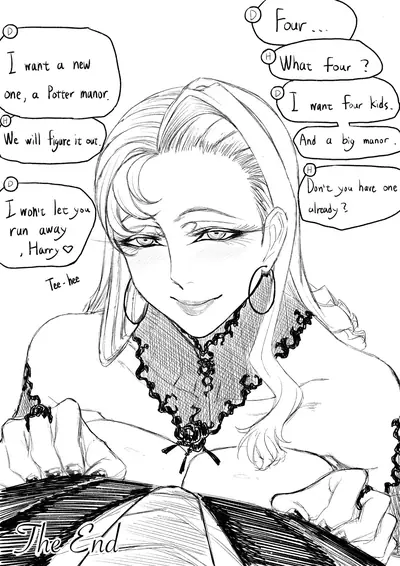 D
Four...
H
What four ?
D
I want four kids.
And a big manor.
H
Don't you have one
already?
D
I want a new
one, a Potter manor.
H
We will figure it out.
D
I won't let you
run away
, Harry ♡
Tee-hee
The End